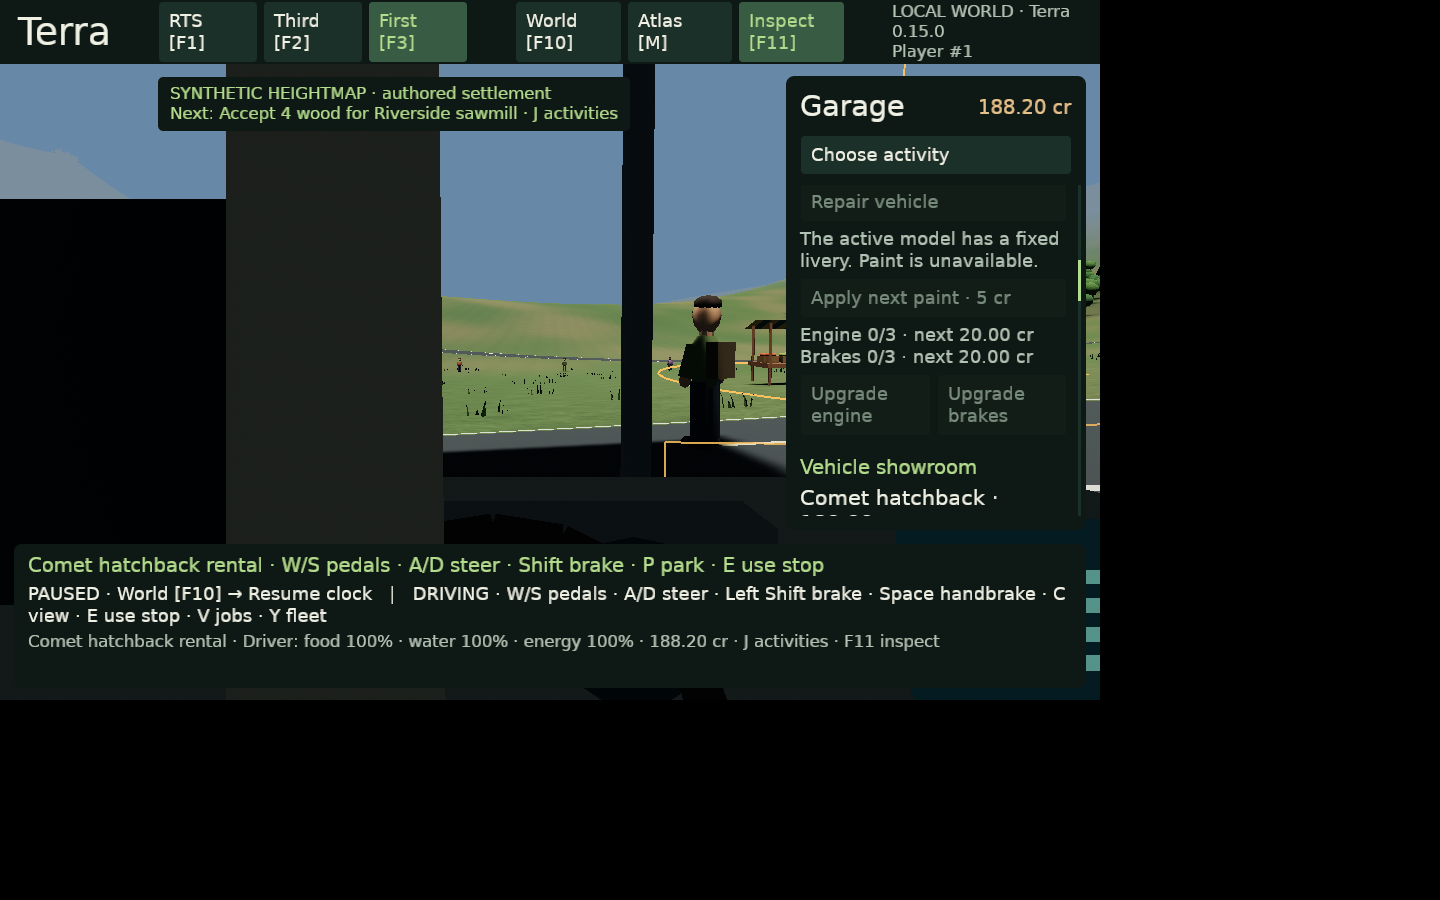 Terra
RTS
[F1]
Third
[F2]
First
[F3]
World
[F10]
Atlas
[M]
Inspect
[F11]
LOCAL WORLD · Terra
0.15.0
Player #1
SYNTHETIC HEIGHTMAP · authored settlement
Next: Accept 4 wood for Riverside sawmill · J activities
Garage
188.20 cr
Choose activity
Repair vehicle
The active model has a fixed
livery. Paint is unavailable.
Apply next paint · 5 cr
Engine 0/3 · next 20.00 cr
Brakes 0/3 · next 20.00 cr
Upgrade
engine
Upgrade
brakes
Vehicle showroom
Comet hatchback ·
Comet hatchback rental · W/S pedals · A/D steer · Shift brake · P park · E use stop
PAUSED · World [F10] → Resume clock | DRIVING · W/S pedals · A/D steer · Left Shift brake · Space handbrake · C
view · E use stop · V jobs · Y fleet
Comet hatchback rental · Driver: food 100% · water 100% · energy 100% · 188.20 cr · J activities · F11 inspect